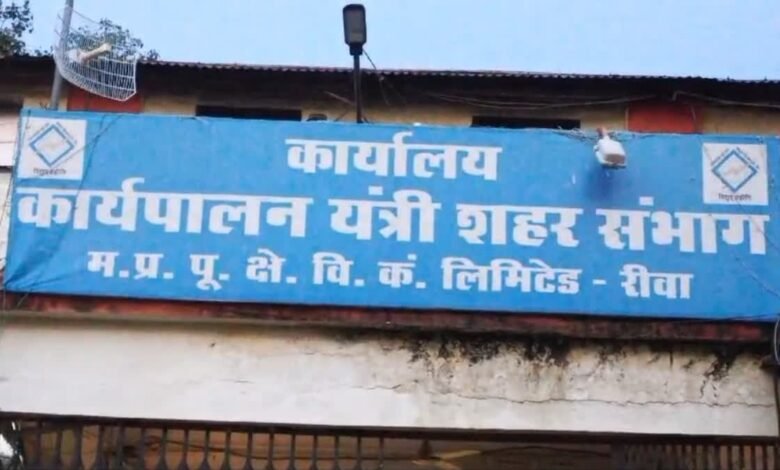 कार्यालय
कार्यपालन यंत्री शहर संभाग
म.प्र. पू. क्षे. वि. कं. लिमिटेड - रीवा